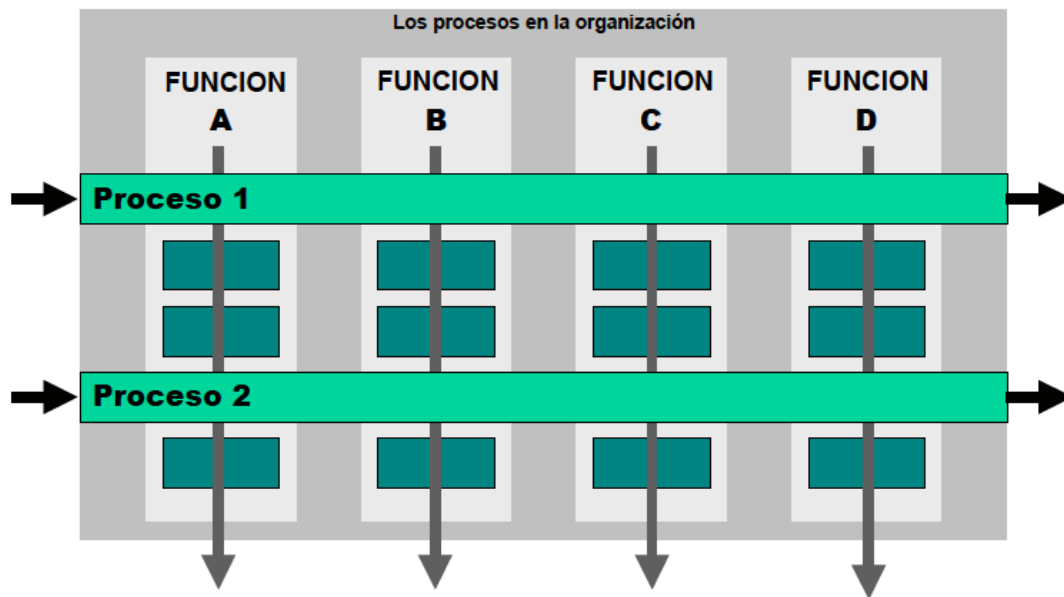 Los procesos en la organización
FUNCION
A
FUNCION
B
FUNCION
C
FUNCION
D
Proceso 1
Proceso 2